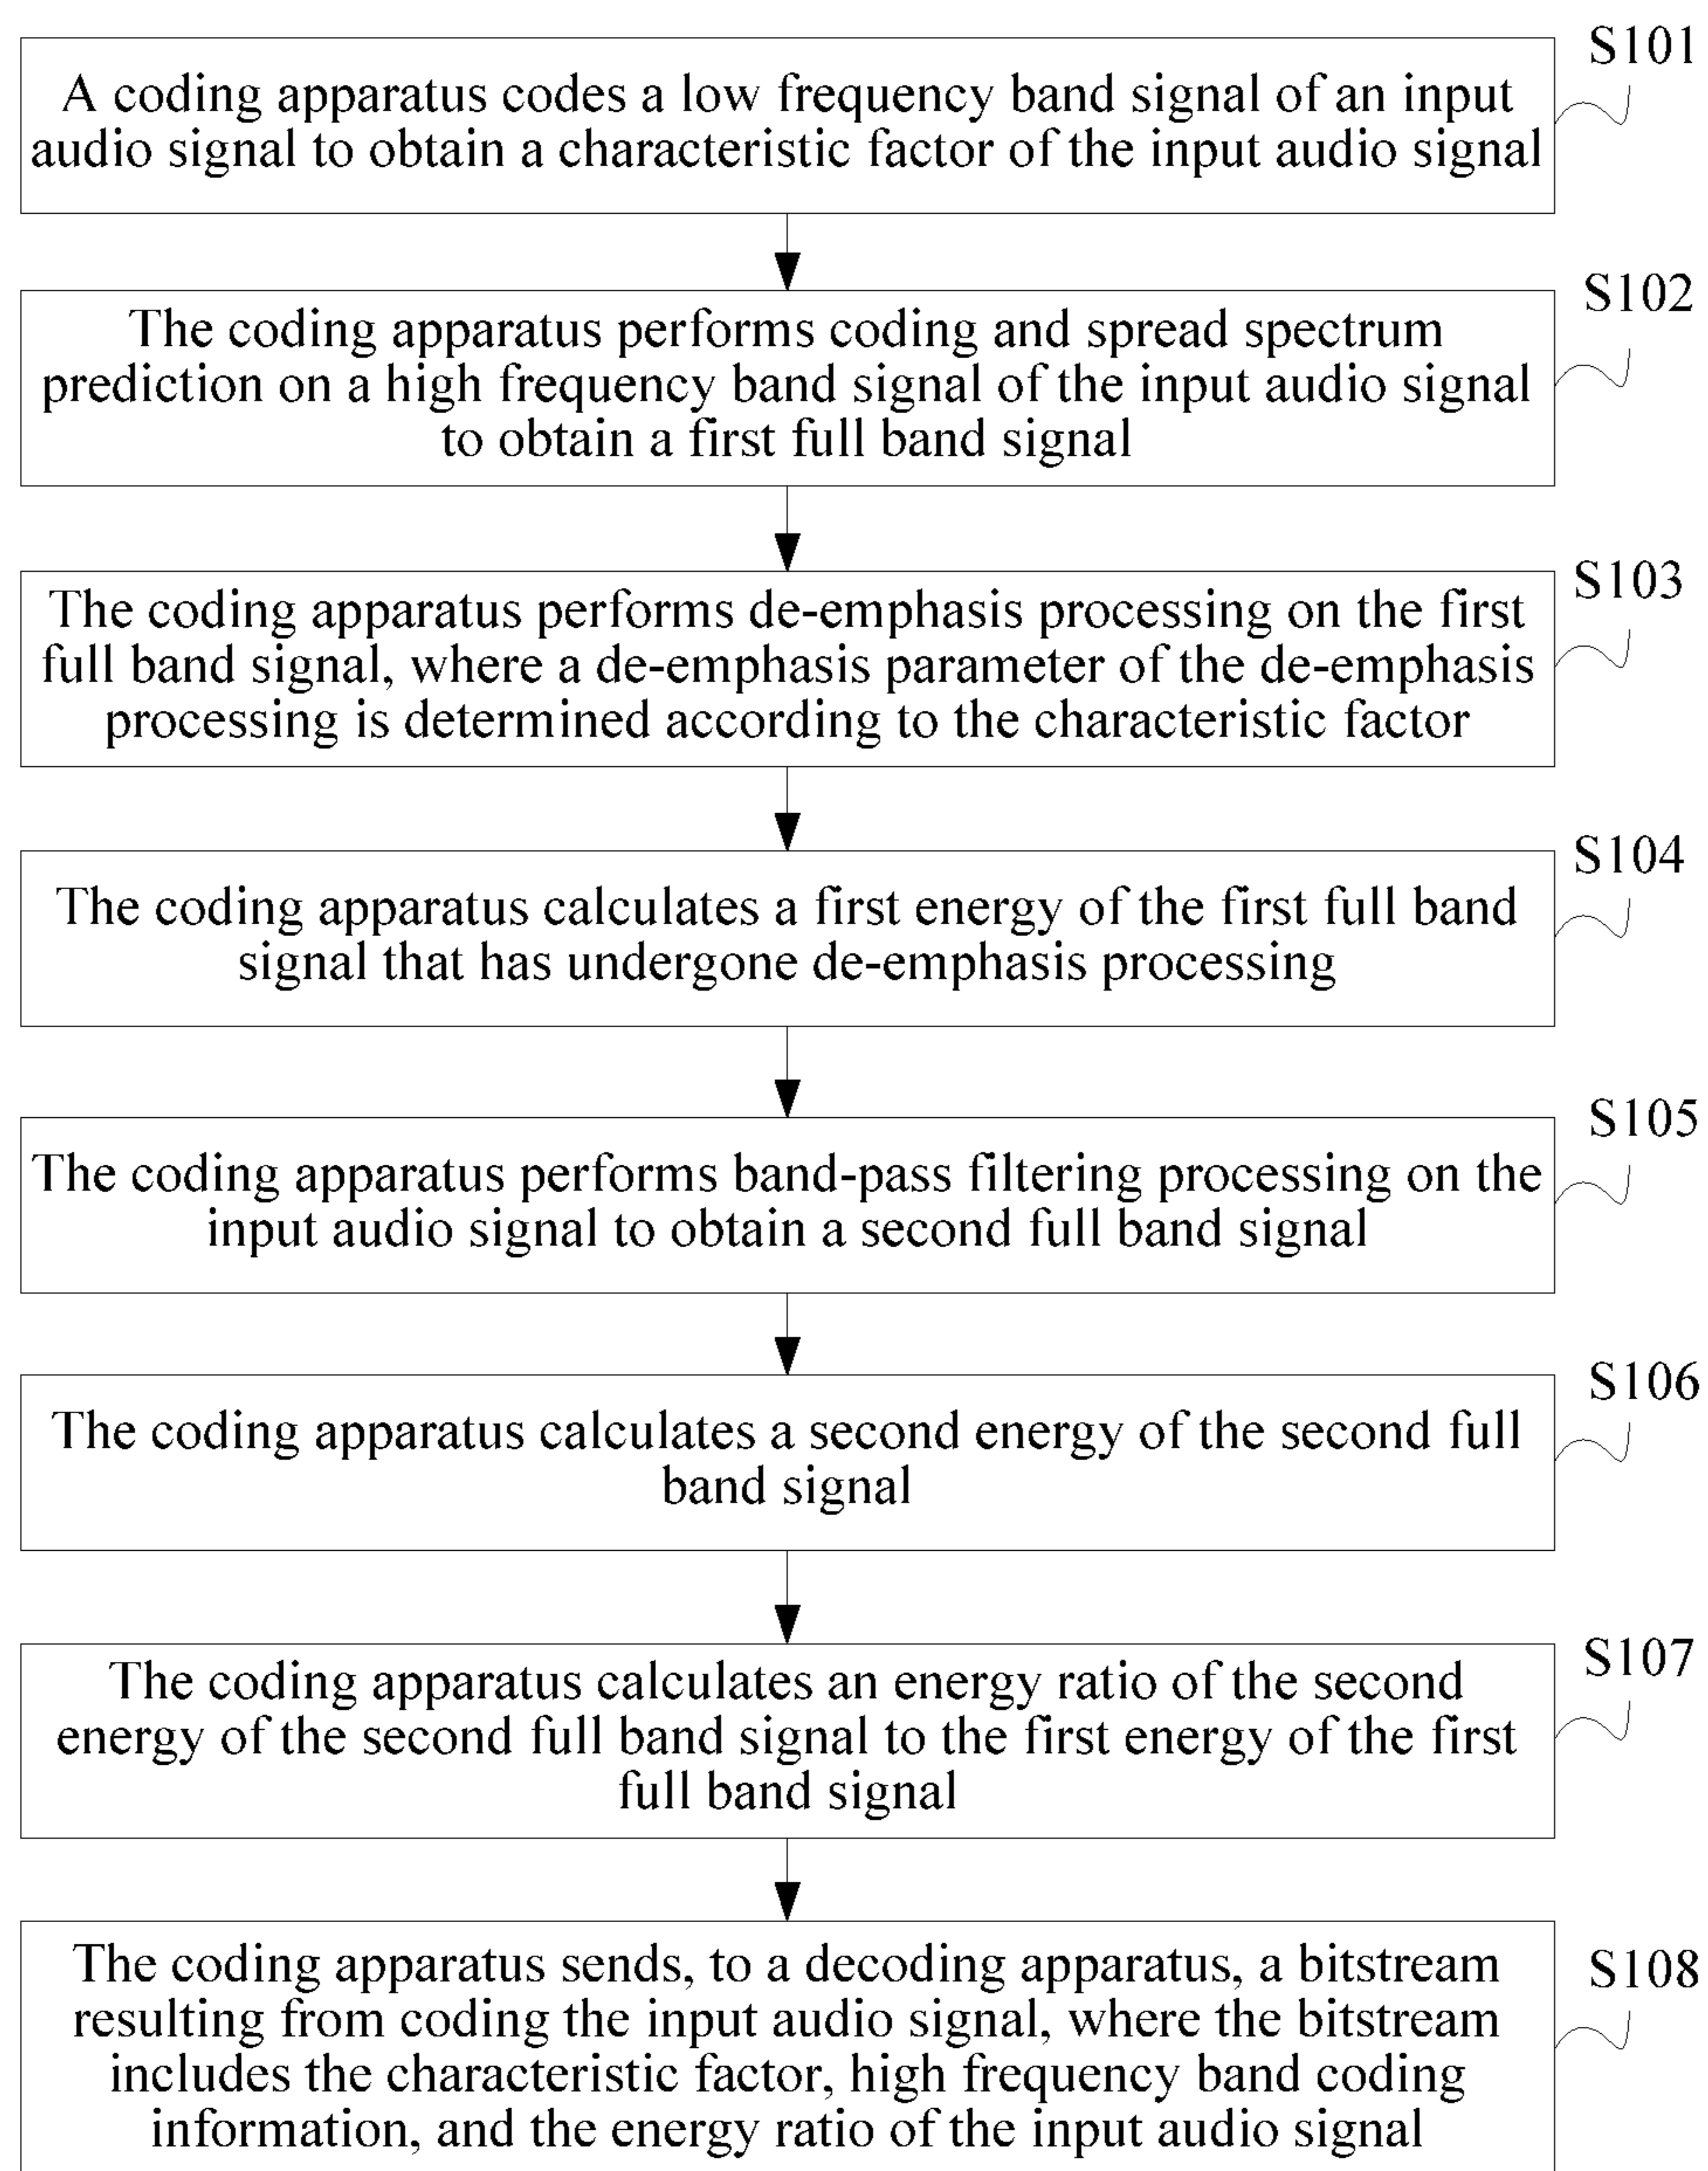 S101
A coding apparatus codes a low frequency band signal of an input
audio signal to obtain a characteristic factor of the input audio signal
S102
The coding apparatus performs coding and spread spectrum
prediction on a high frequency band signal of the input audio signal
to obtain a first full band signal
S103
The coding apparatus performs de-emphasis processing on the first
full band signal, where a de-emphasis parameter of the de-emphasis
processing is determined according to the characteristic factor
S104
The coding apparatus calculates a first energy of the first full band
signal that has undergone de-emphasis processing
S105
The coding apparatus performs band-pass filtering processing on the
input audio signal to obtain a second full band signal
S106
The coding apparatus calculates a second energy of the second full
band signal
S107
The coding apparatus calculates an energy ratio of the second
energy of the second full band signal to the first energy of the first
full band signal
S108
The coding apparatus sends, to a decoding apparatus, a bitstream
resulting from coding the input audio signal, where the bitstream
includes the characteristic factor, high frequency band coding
information, and the energy ratio of the input audio signal